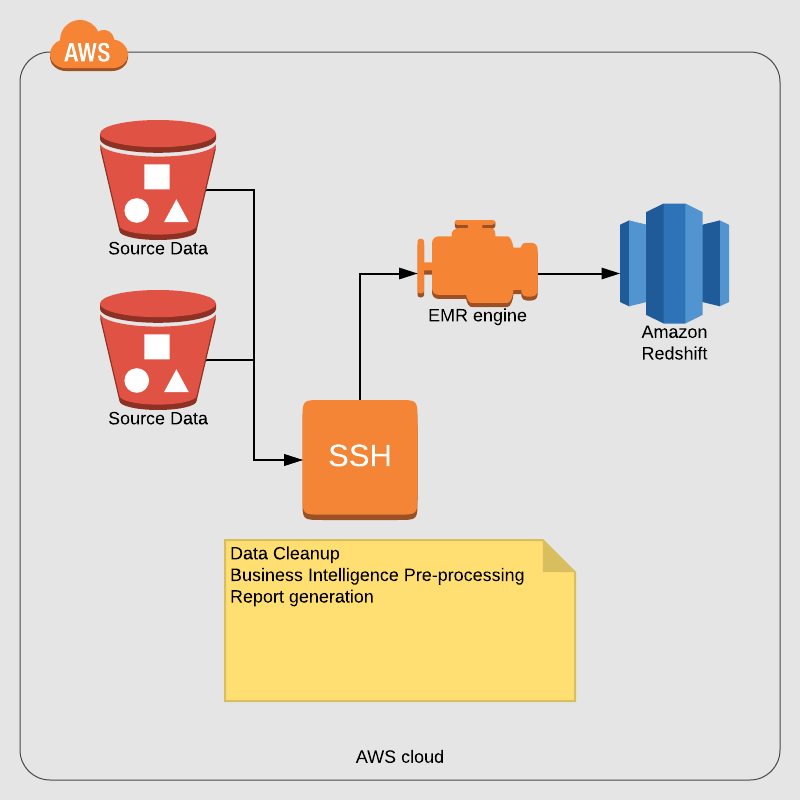 AWS
Source Data
Source Data
EMR engine
Amazon
Redshift
SSH
Data Cleanup
Business Intelligence Pre-processing
Report generation
AWS cloud